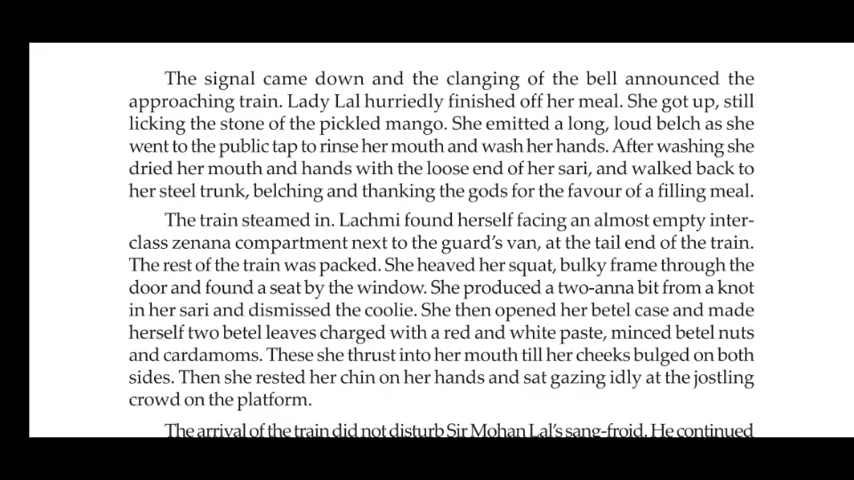 The signal came down and the clanging of the bell announced the
approaching train. Lady Lal hurriedly finished off her meal. She got up, still
licking the stone of the pickled mango. She emitted a long, loud belch as she
went to the public tap to rinse her mouth and wash her hands. After washing she
dried her mouth and hands with the loose end of her sari, and walked back to
her steel trunk, belching and thanking the gods for the favour of a filling meal.
The train steamed in. Lachmi found herself facing an almost empty inter-
class zenana compartment next to the guard's van, at the tail end of the train.
The rest of the train was packed. She heaved her squat, bulky frame through the
door and found a seat by the window. She produced a two-anna bit from a knot
in her sari and dismissed the coolie. She then opened her betel case and made
herself two betel leaves charged with a red and white paste, minced betel nuts
and cardamoms. These she thrust into her mouth till her cheeks bulged on both
sides. Then she rested her chin on her hands and sat gazing idly at the jostling
crowd on the platform.
The arrival of the train did not disturb Sir Mohan Lal's sang-froid. He continued